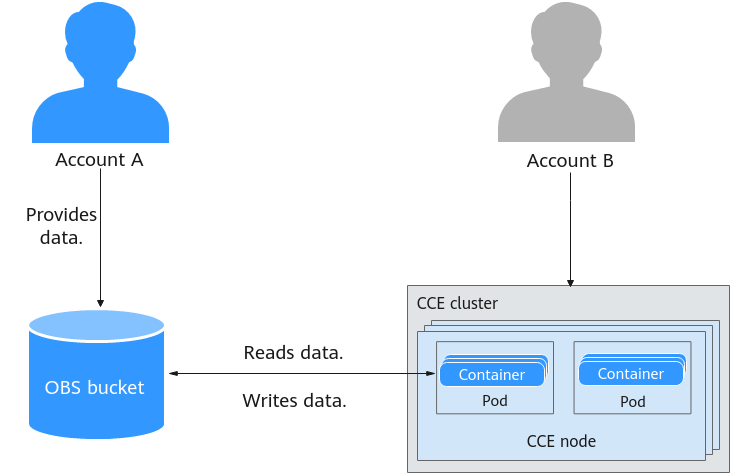 Account A
Account B
Provides
data.
CCE cluster
Reads data.
OBS bucket
Writes data.
Container
Pod
Container
Pod
CCE node